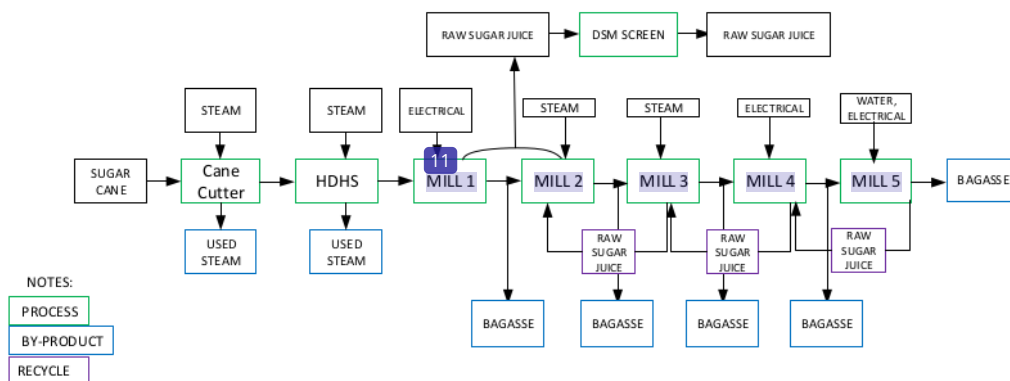 RAW SUGAR JUICE
DSM SCREEN
RAW SUGAR JUICE
STEAM
STEAM
ELECTRICAL
STEAM
STEAM
ELECTRICAL
WATER,
ELECTRICAL
11
SUGAR
CANE
Cane
Cutter
HDHS
MILL 1
MILL 2
MILL 3
MILL 4
MILL 5
BAGASSE
USED
STEAM
USED
STEAM
RAW
SUGAR
JUICE
RAW
SUGAR
JUICE
RAW
SUGAR
JUICE
NOTES:
PROCESS
BY-PRODUCT
RECYCLE
BAGASSE
BAGASSE
BAGASSE
BAGASSE